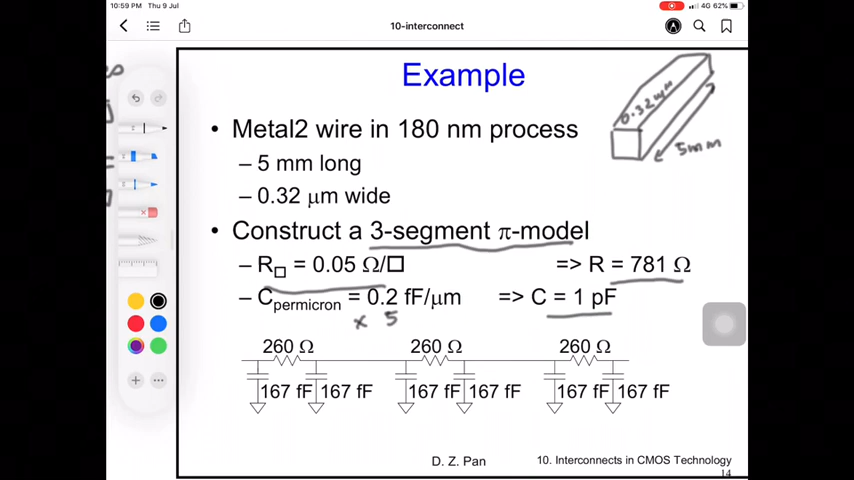 10:59 PM Thu 9 Jul
4G 62%
10-interconnect
Example
0.32 μm
5mm
• Metal2 wire in 180 nm process
– 5 mm long
– 0.32 μm wide
• Construct a 3-segment π-model
– R□ = 0.05 Ω/□ => R = 781 Ω
– Cpermicron = 0.2 fF/μm => C = 1 pF
x 5
260 Ω 260 Ω 260 Ω
167 fF 167 fF 167 fF 167 fF 167 fF 167 fF
D. Z. Pan
10. Interconnects in CMOS Technology
14